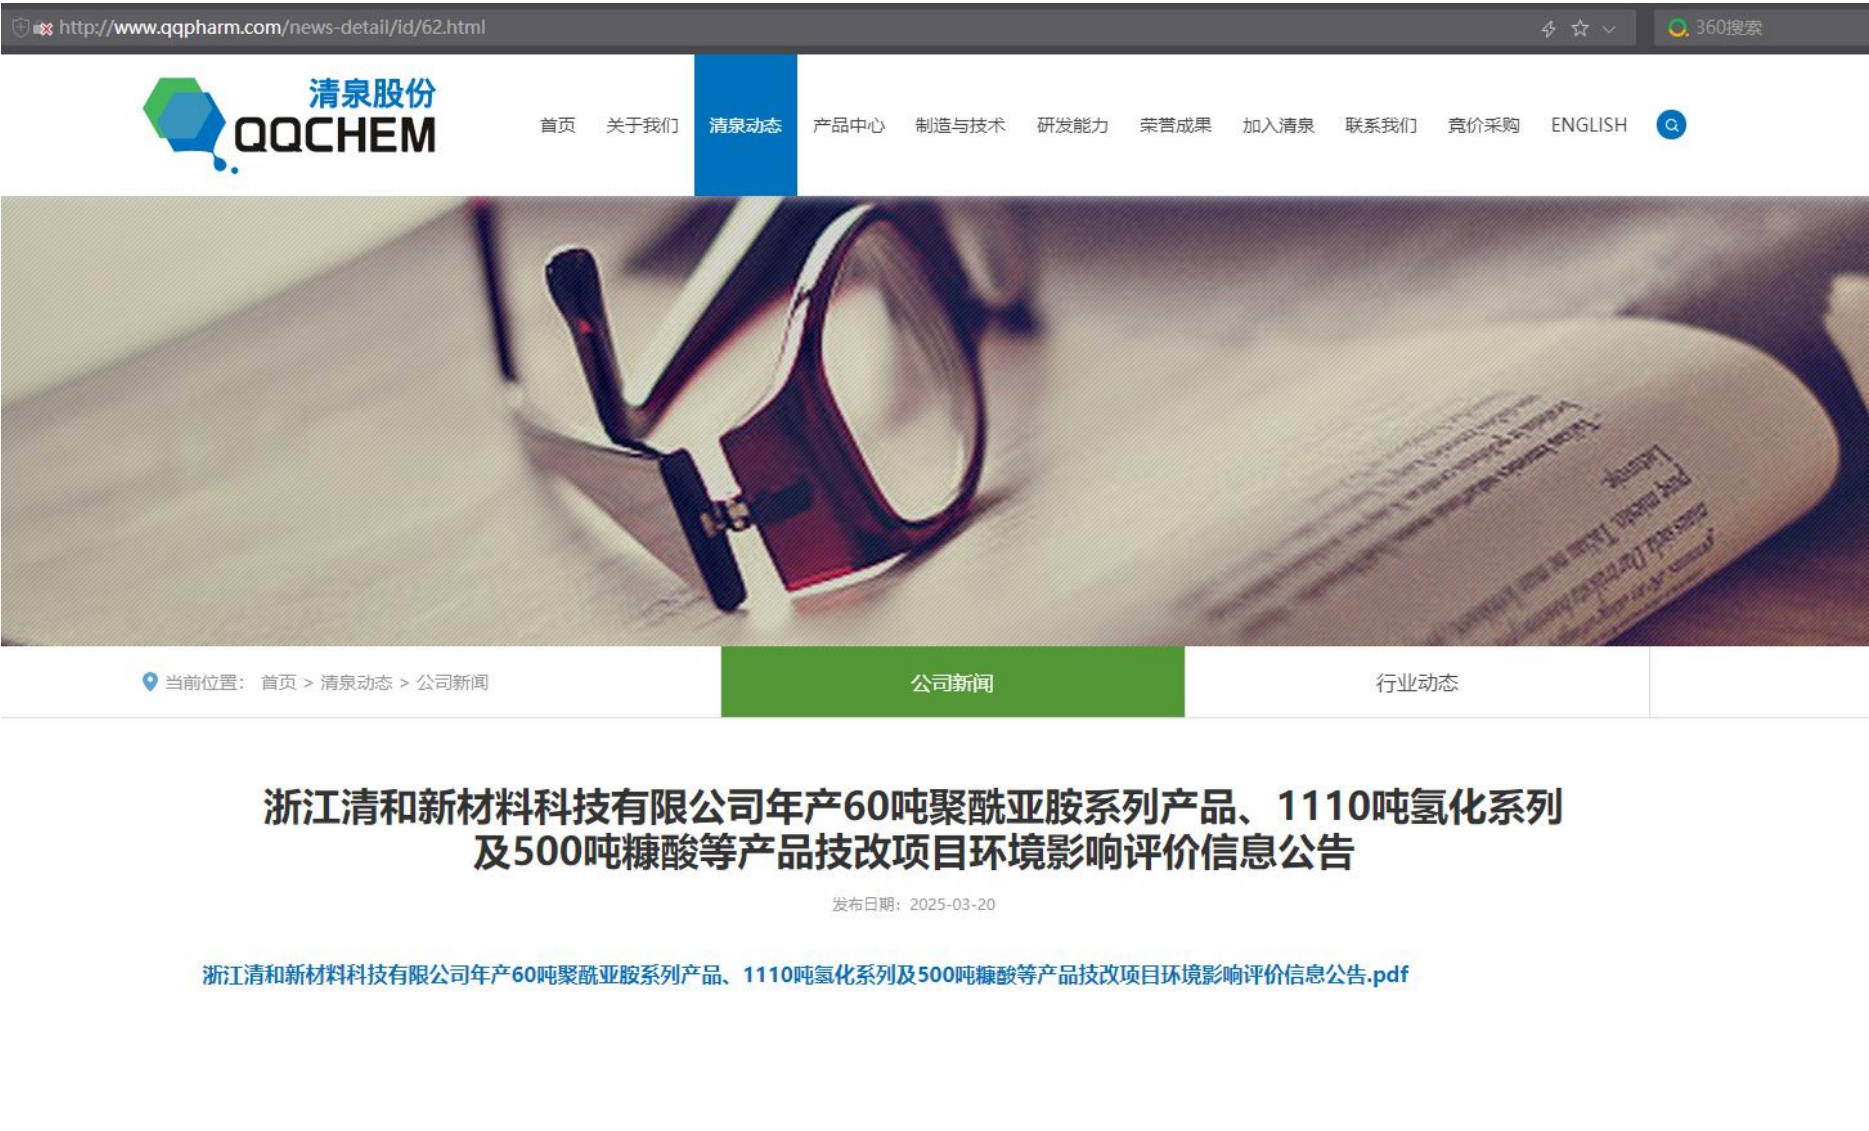 http://www.qqpharm.com/news-detail/id/62.html
360搜索
清泉股份
QQCHEM
首页 关于我们 清泉动态 产品中心 制造与技术 研发能力 荣誉成果 加入清泉 联系我们 竞价采购 ENGLISH
当前位置： 首页 > 清泉动态 > 公司新闻
公司新闻
行业动态
浙江清和新材料科技有限公司年产60吨聚酰亚胺系列产品、1110吨氢化系列
及500吨糠酸等产品技改项目环境影响评价信息公告
发布日期：2025-03-20
浙江清和新材料科技有限公司年产60吨聚酰亚胺系列产品、1110吨氢化系列及500吨糠酸等产品技改项目环境影响评价信息公告.pdf